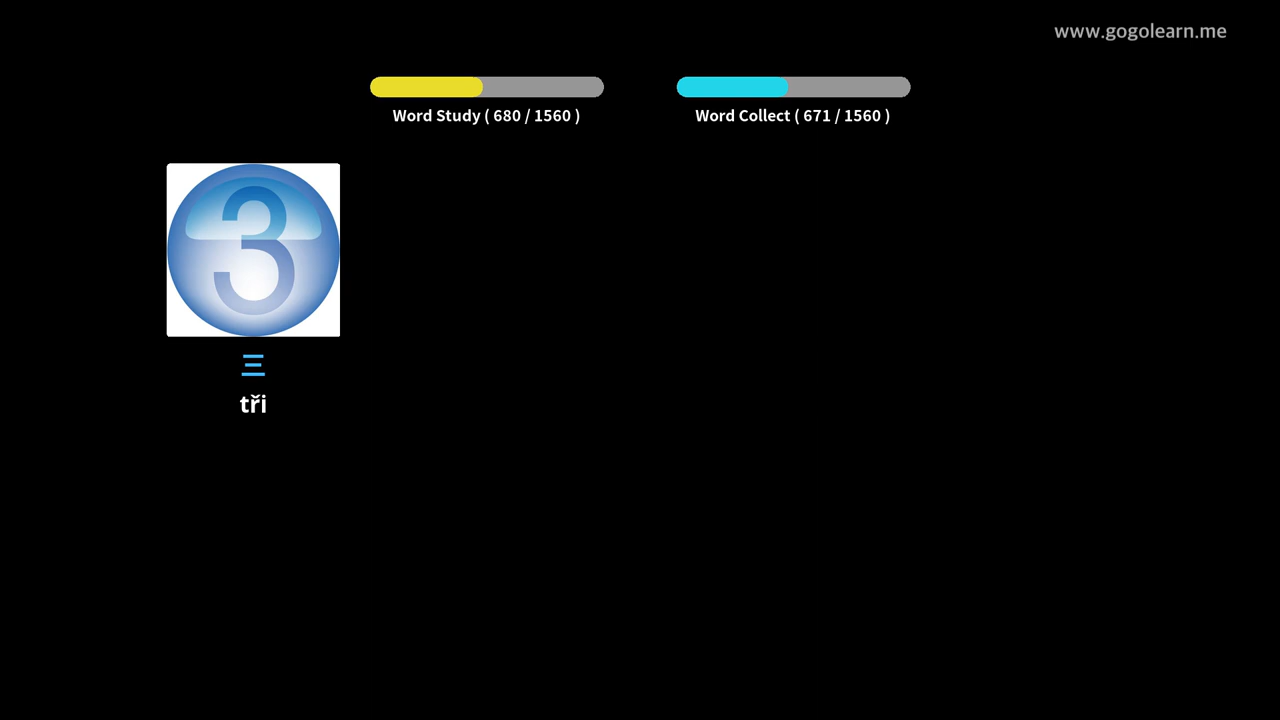 www.gogolearn.me
Word Study ( 680 / 1560 )
Word Collect ( 671 / 1560 )
3
三
tři